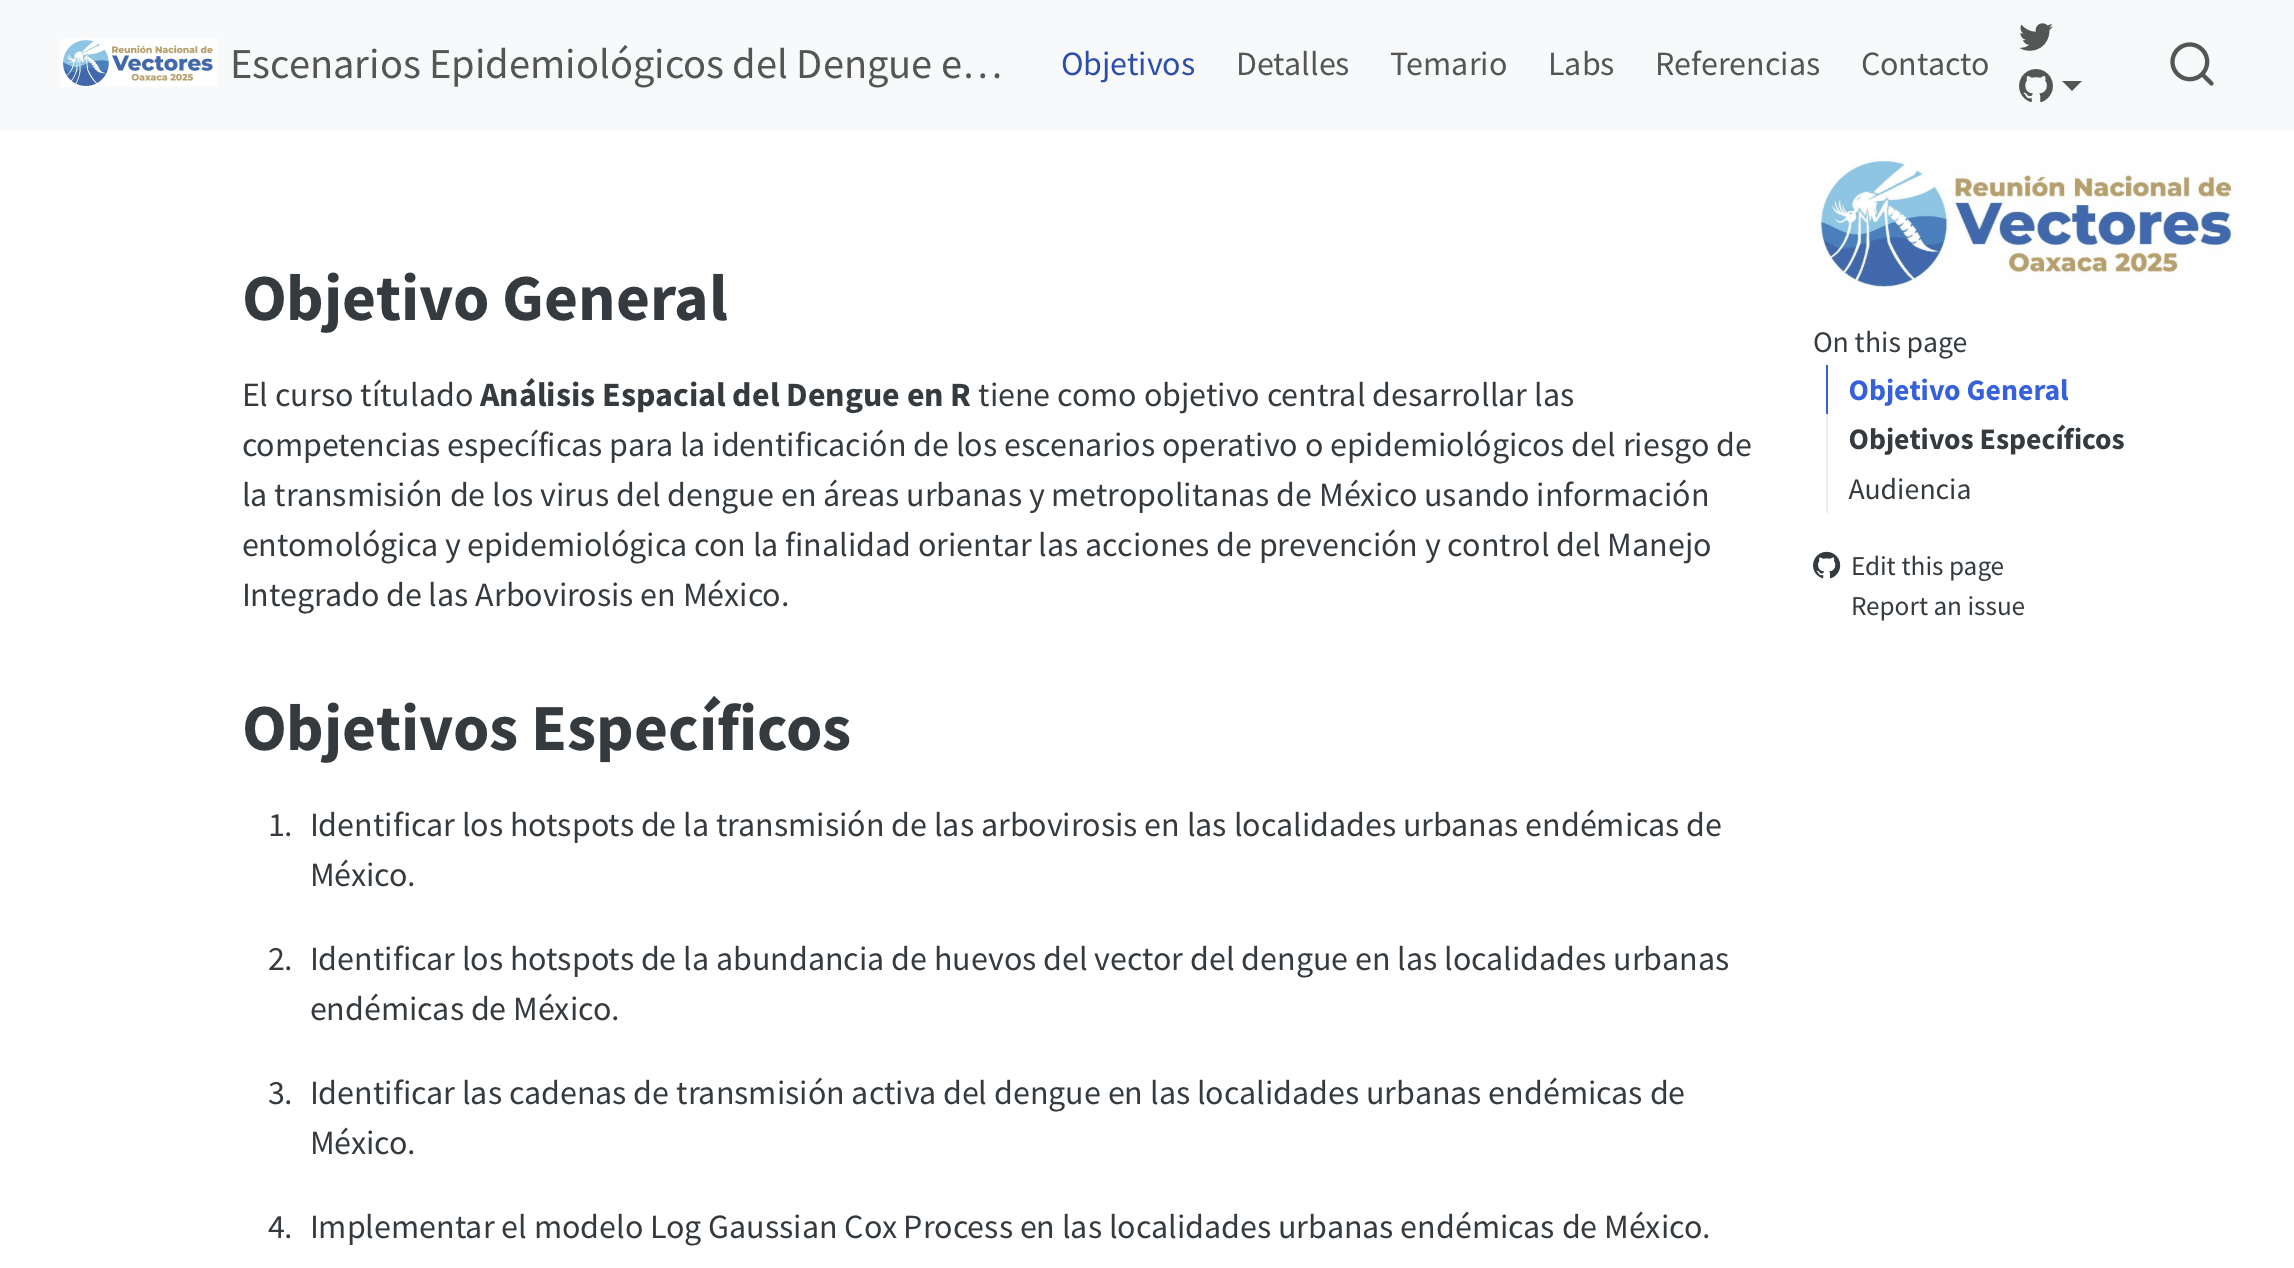 Reunión Nacional de
Vectores
Oaxaca 2025
Escenarios Epidemiológicos del Dengue e…
Objetivos
Detalles
Temario
Labs
Referencias
Contacto
Objetivo General
El curso títulado Análisis Espacial del Dengue en R tiene como objetivo central desarrollar las
competencias específicas para la identificación de los escenarios operativo o epidemiológicos del riesgo de
la transmisión de los virus del dengue en áreas urbanas y metropolitanas de México usando información
entomológica y epidemiológica con la finalidad orientar las acciones de prevención y control del Manejo
Integrado de las Arbovirosis en México.
Objetivos Específicos
1. Identificar los hotspots de la transmisión de las arbovirosis en las localidades urbanas endémicas de
México.
2. Identificar los hotspots de la abundancia de huevos del vector del dengue en las localidades urbanas
endémicas de México.
3. Identificar las cadenas de transmisión activa del dengue en las localidades urbanas endémicas de
México.
4. Implementar el modelo Log Gaussian Cox Process en las localidades urbanas endémicas de México.
Reunión Nacional de
Vectores
Oaxaca 2025
On this page
Objetivo General
Objetivos Específicos
Audiencia
Edit this page
Report an issue